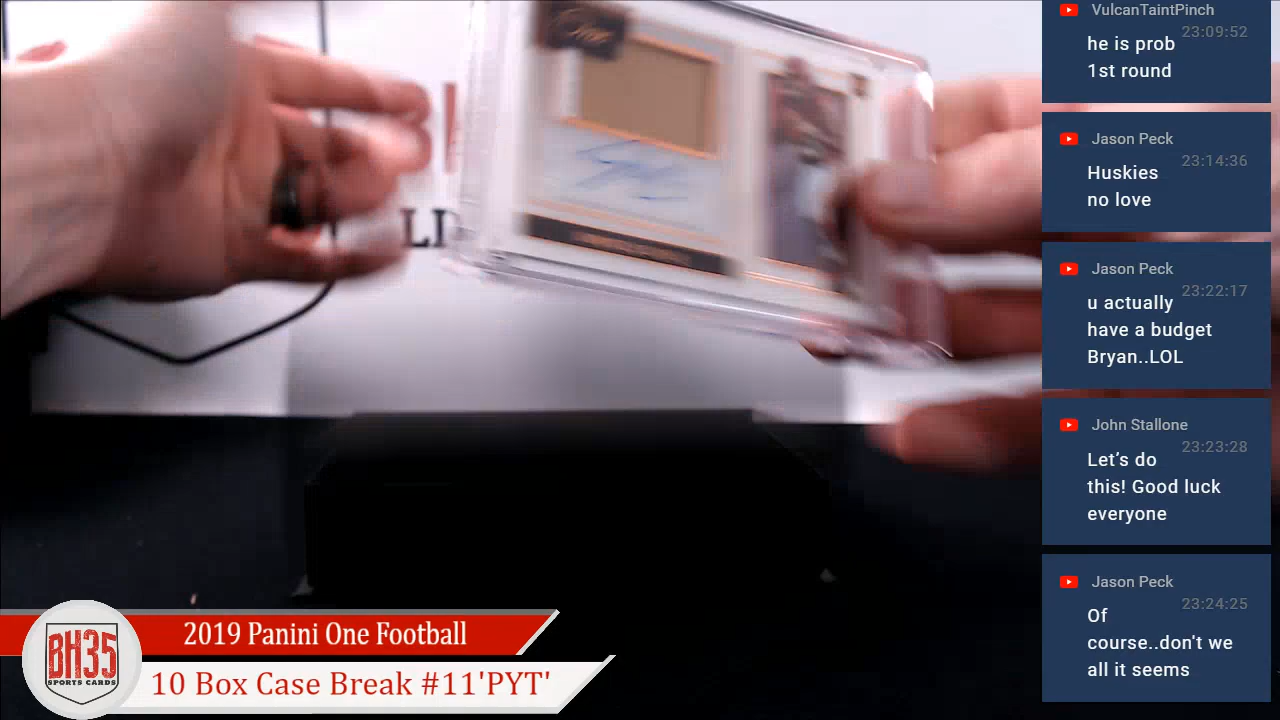 LD
VulcanTaintPinch
23:09:52
he is prob
1st round
Jason Peck
23:14:36
Huskies
no love
Jason Peck
23:22:17
u actually
have a budget
Bryan..LOL
John Stallone
23:23:28
Let's do
this! Good luck
everyone
Jason Peck
23:24:25
Of
course..don't we
all it seems
2019 Panini One Football
10 Box Case Break #11'PYT'
BH35
SPORTS CARDS